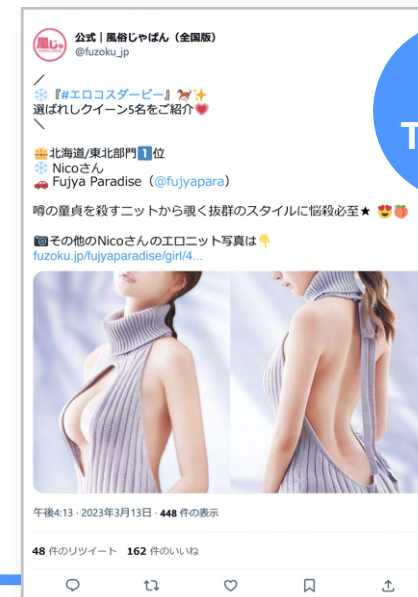 風じゃ
公式｜風俗じゃぱん（全国版）
@fuzoku_jp
／
❄️『#エロコスダービー』🏇✨
選ばれしクイーン5名をご紹介💗
＼
👑北海道/東北部門1️⃣位
❄️ Nicoさん
🚗 Fujya Paradise（@fujyapara）
噂の童貞を殺すニットから覗く抜群のスタイルに悩殺必至★ 😍🍑
📷その他のNicoさんのエロニット写真は👇
fuzoku.jp/fujyaparadise/girl/4...
午後4:13 · 2023年3月13日 · 448 件の表示
48 件のリツイート 162 件のいいね
T